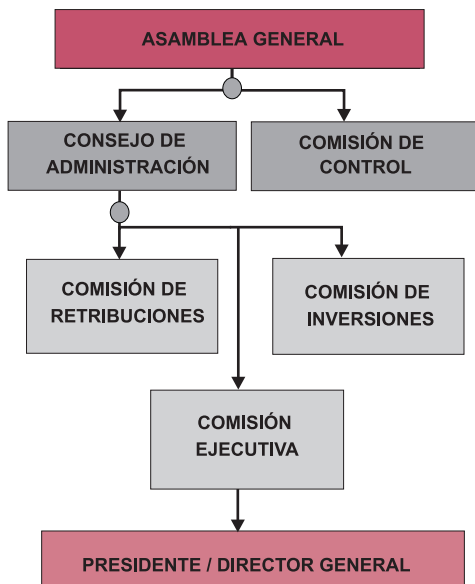 ASAMBLEA GENERAL
CONSEJO DE
ADMINISTRACIÓN
COMISIÓN DE
CONTROL
COMISIÓN DE
RETRIBUCIONES
COMISIÓN DE
INVERSIONES
COMISIÓN
EJECUTIVA
PRESIDENTE / DIRECTOR GENERAL